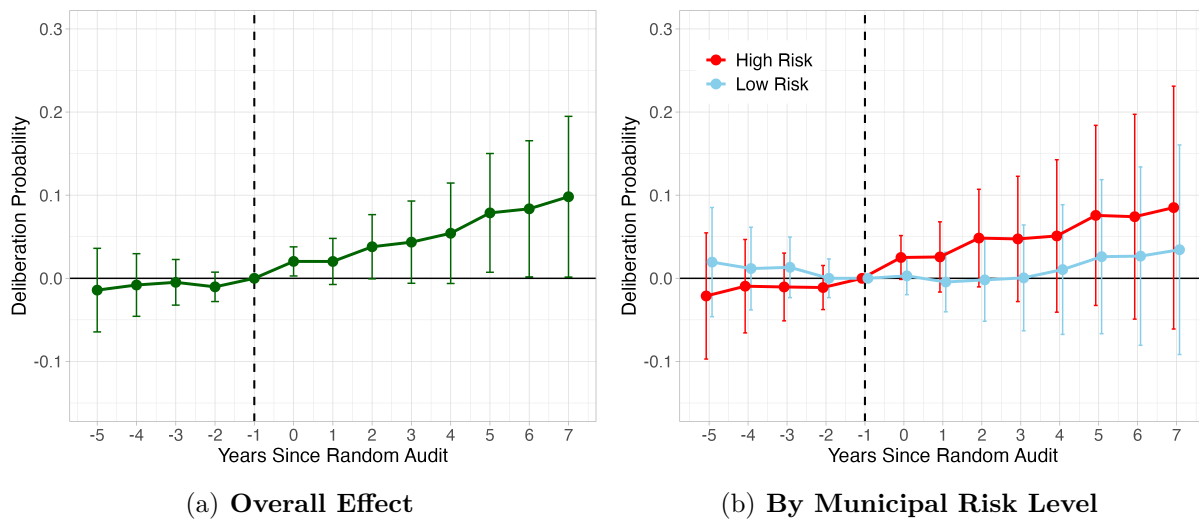 0.3
0.2
0.1
0.0
-0.1
Deliberation Probability
-5 -4 -3 -2 -1 0 1 2 3 4 5 6 7
Years Since Random Audit
(a) Overall Effect
0.3
0.2
0.1
0.0
-0.1
Deliberation Probability
High Risk
Low Risk
-5 -4 -3 -2 -1 0 1 2 3 4 5 6 7
Years Since Random Audit
(b) By Municipal Risk Level